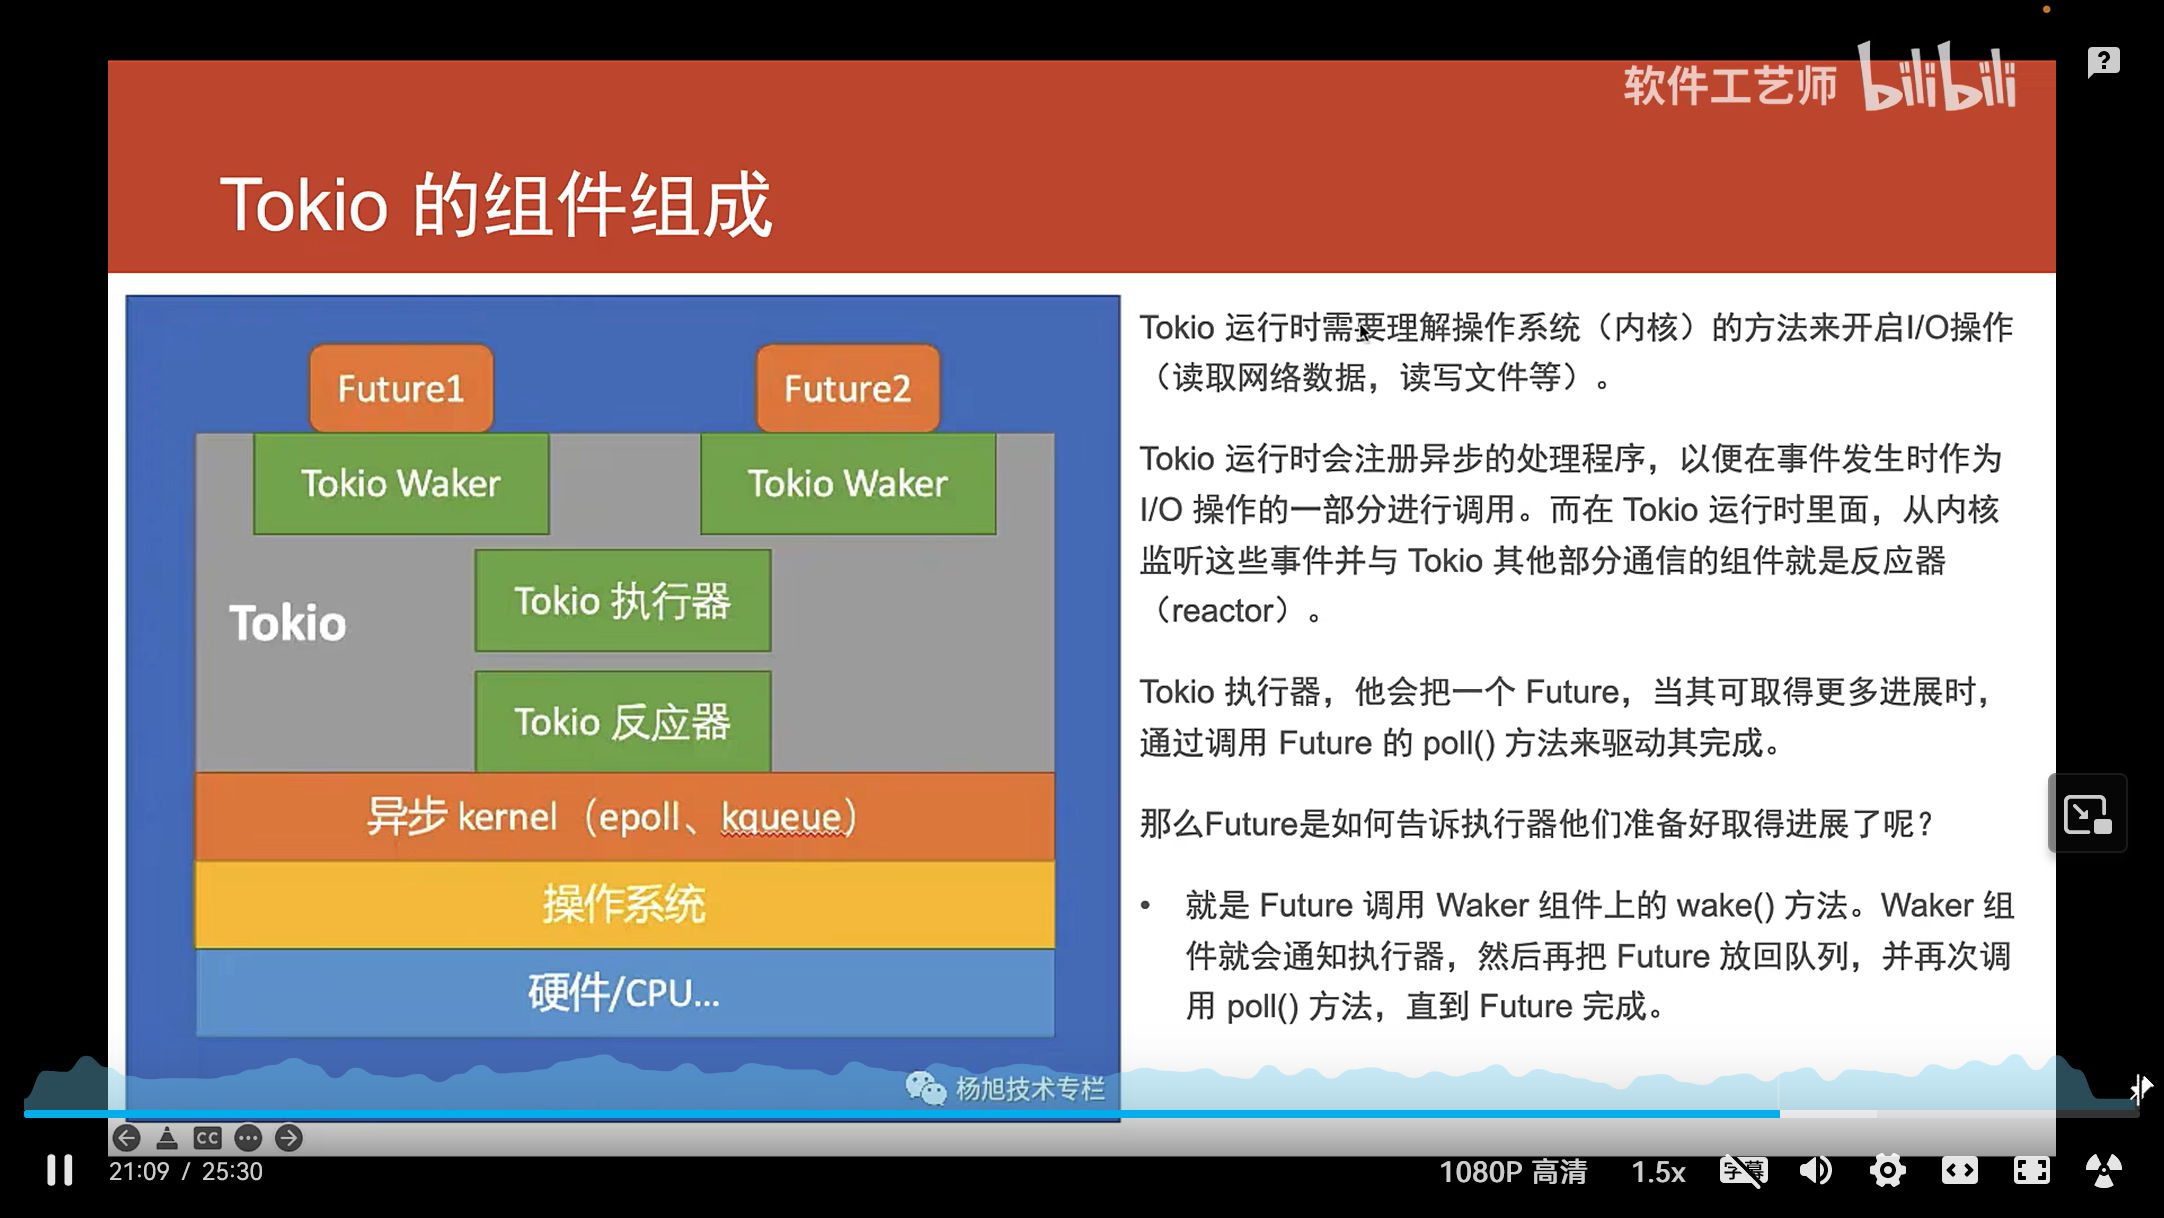 软件工艺师 bilibili
Tokio 的组件组成
Future1
Future2
Tokio Waker
Tokio Waker
Tokio 执行器
Tokio
Tokio 反应器
异步 kernel（epoll、kqueue）
操作系统
硬件/CPU...
杨旭技术专栏
Tokio 运行时需要理解操作系统（内核）的方法来开启I/O操作
（读取网络数据，读写文件等）。
Tokio 运行时会注册异步的处理程序，以便在事件发生时作为
I/O 操作的一部分进行调用。而在 Tokio 运行时里面，从内核
监听这些事件并与 Tokio 其他部分通信的组件就是反应器
（reactor）。
Tokio 执行器，他会把一个 Future，当其可取得更多进展时，
通过调用 Future 的 poll() 方法来驱动其完成。
那么Future是如何告诉执行器他们准备好取得进展了呢？
• 就是 Future 调用 Waker 组件上的 wake() 方法。Waker 组
件就会通知执行器，然后再把 Future 放回队列，并再次调
用 poll() 方法，直到 Future 完成。
CC
21:09 / 25:30
1080P 高清
1.5x
字幕